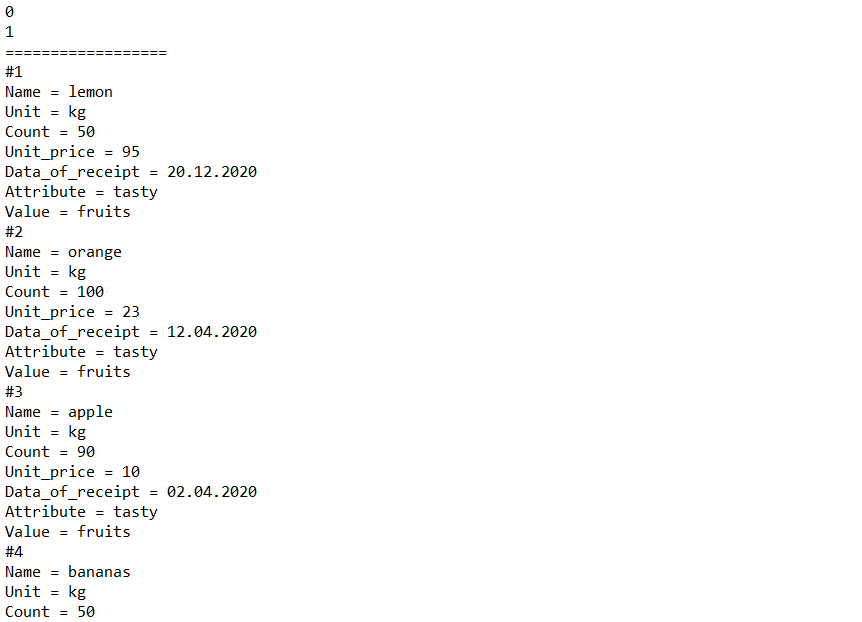 0
1
==================
#1
Name = lemon
Unit = kg
Count = 50
Unit_price = 95
Data_of_receipt = 20.12.2020
Attribute = tasty
Value = fruits
#2
Name = orange
Unit = kg
Count = 100
Unit_price = 23
Data_of_receipt = 12.04.2020
Attribute = tasty
Value = fruits
#3
Name = apple
Unit = kg
Count = 90
Unit_price = 10
Data_of_receipt = 02.04.2020
Attribute = tasty
Value = fruits
#4
Name = bananas
Unit = kg
Count = 50